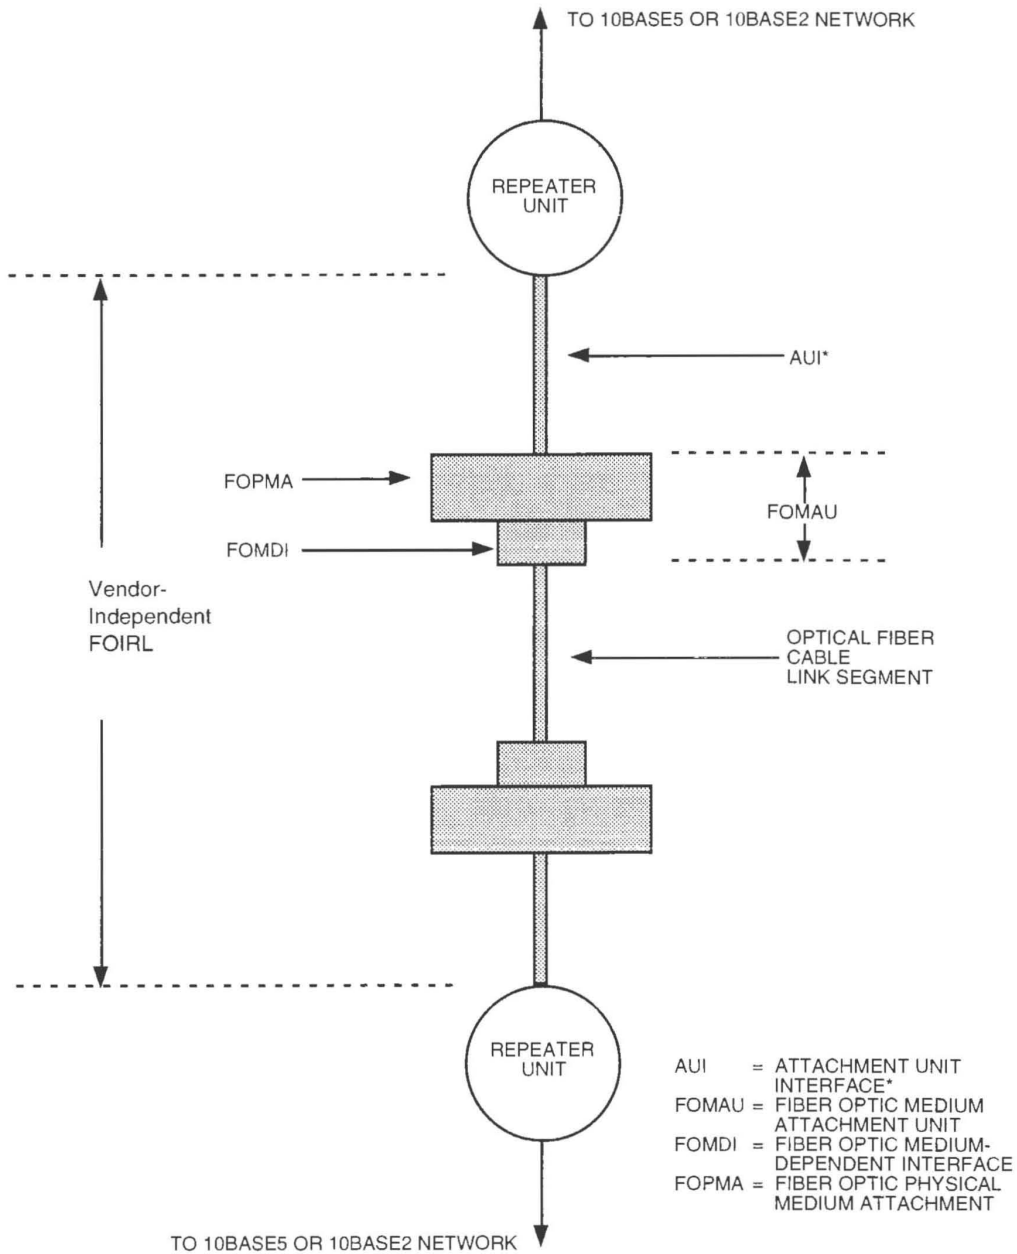 TO 10BASE5 OR 10BASE2 NETWORK
REPEATER
UNIT
AUI*
FOPMA
FOMAU
FOMDI
Vendor-
Independent
FOIRL
OPTICAL FIBER
CABLE
LINK SEGMENT
REPEATER
UNIT
AUI = ATTACHMENT UNIT
INTERFACE*
FOMAU = FIBER OPTIC MEDIUM
ATTACHMENT UNIT
FOMDI = FIBER OPTIC MEDIUM-
DEPENDENT INTERFACE
FOPMA = FIBER OPTIC PHYSICAL
MEDIUM ATTACHMENT
TO 10BASE5 OR 10BASE2 NETWORK